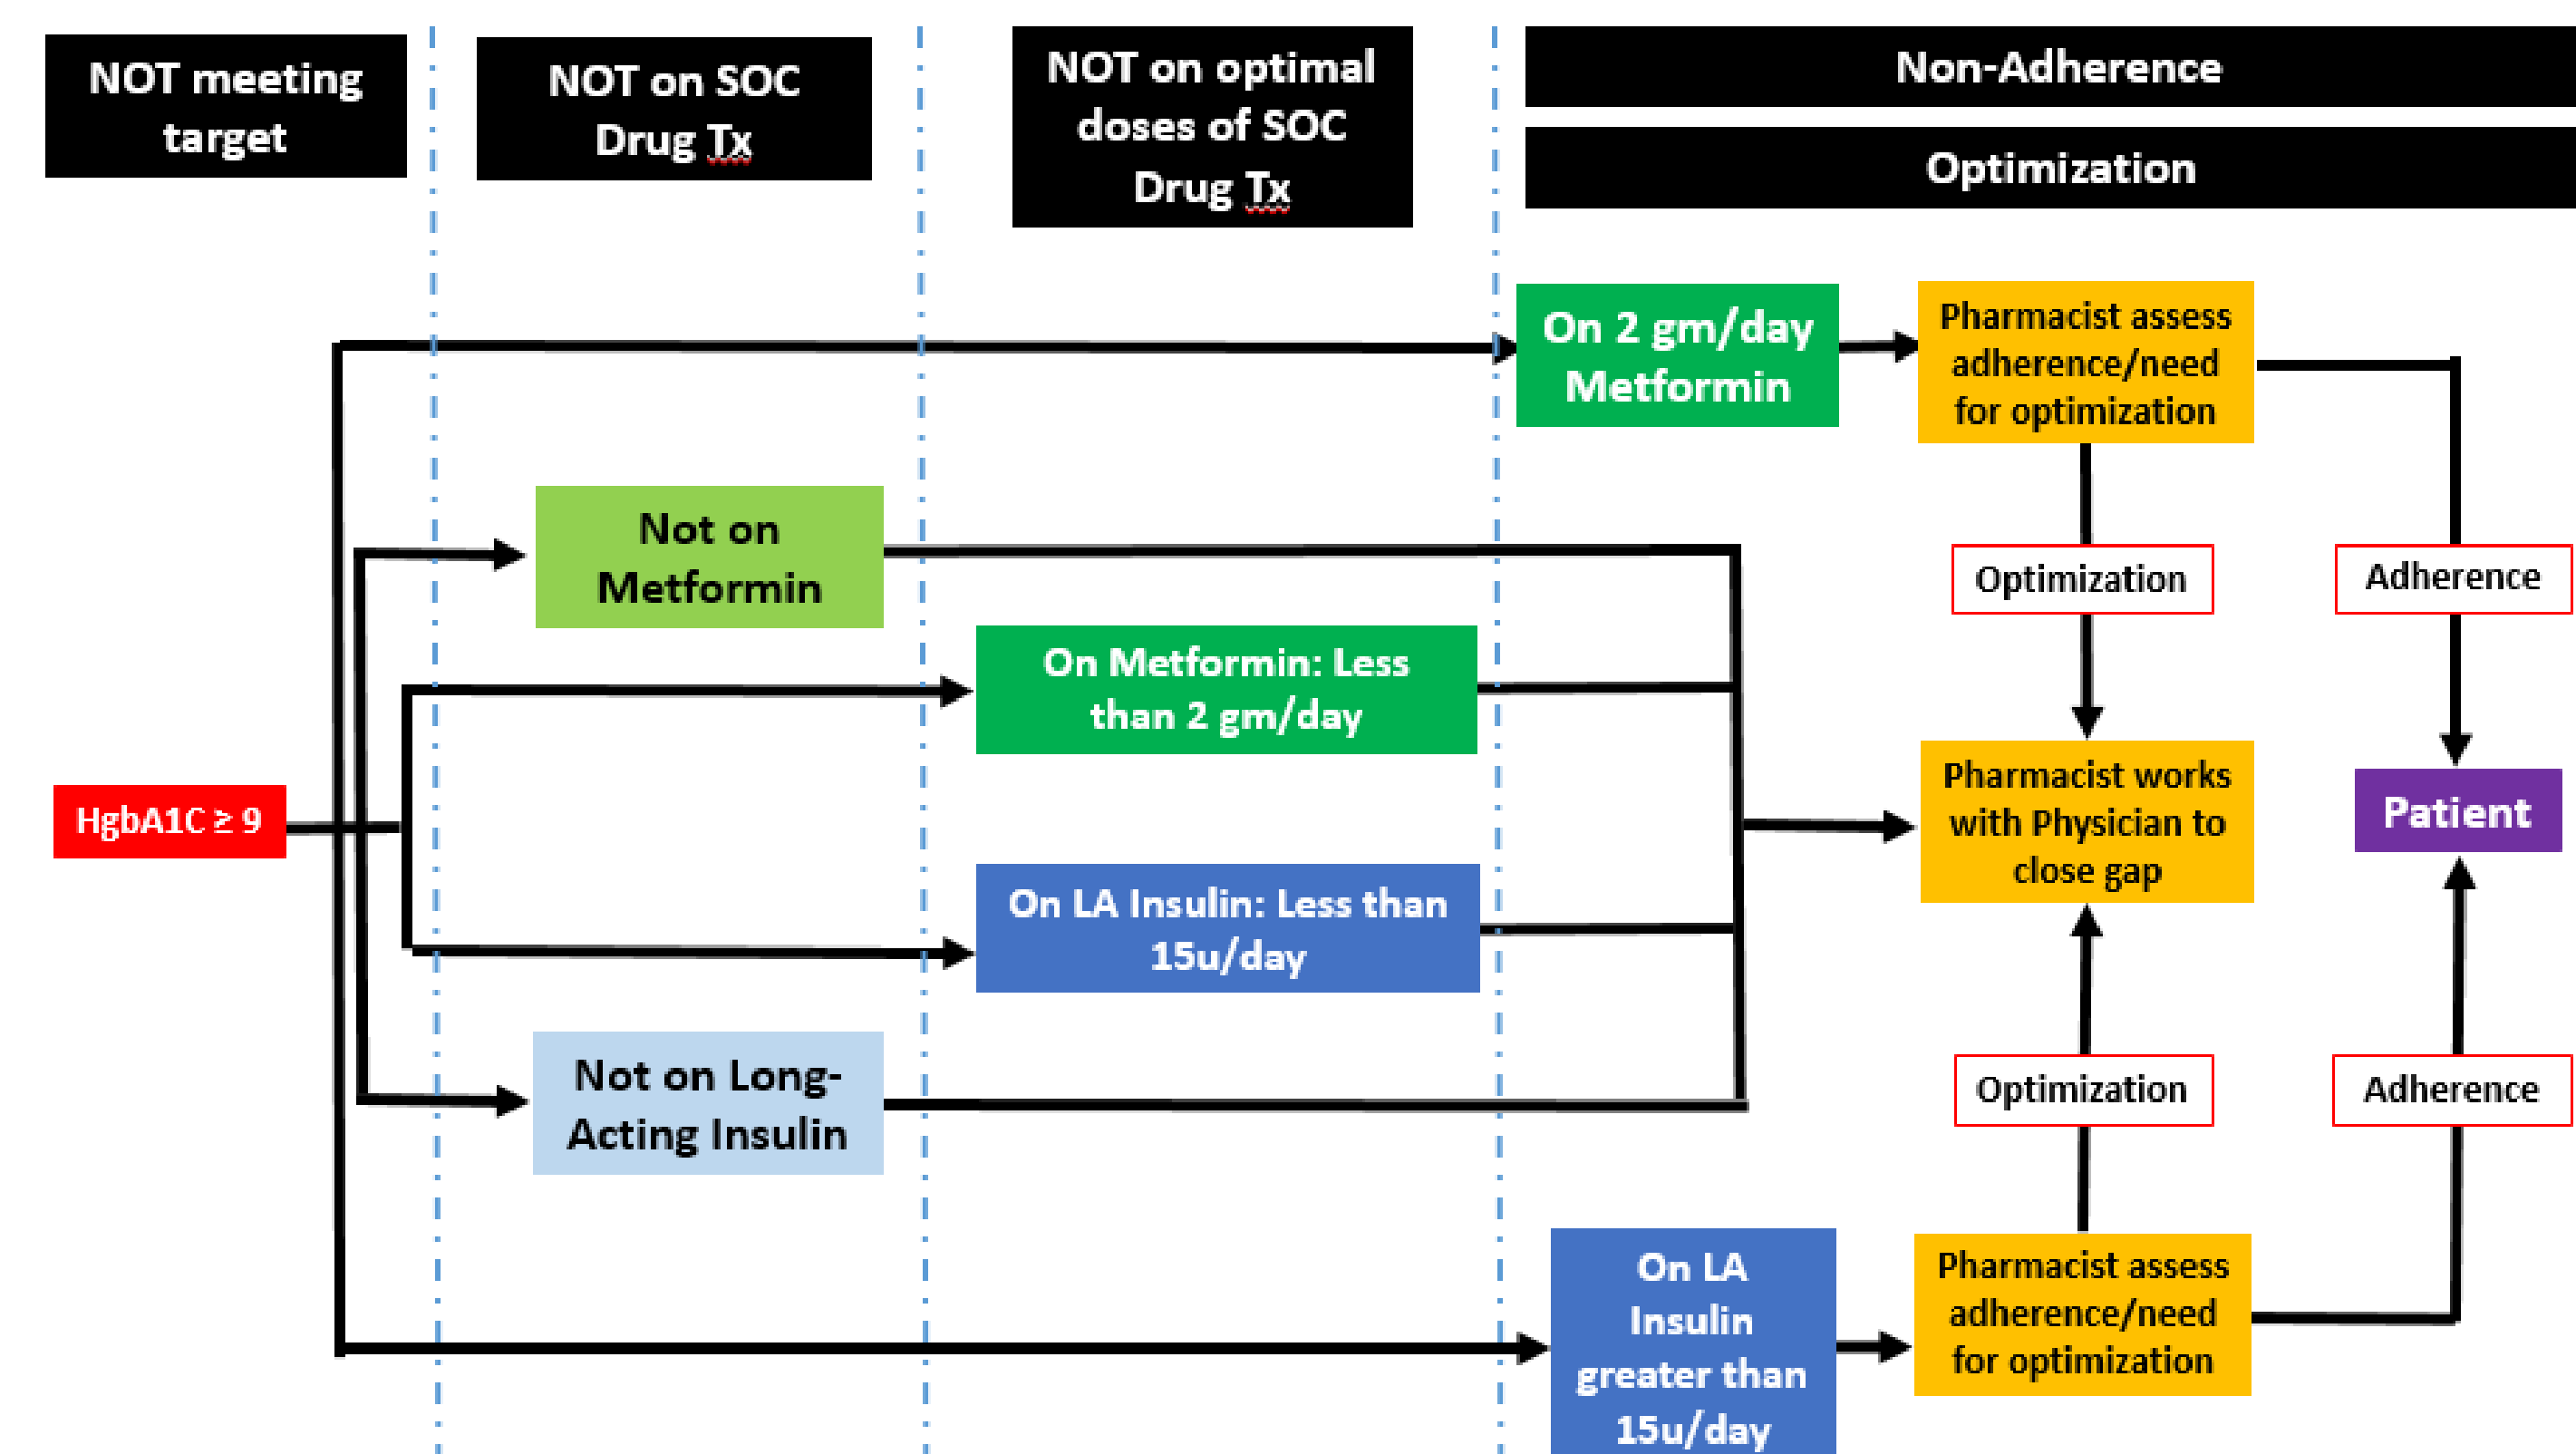 NOT meeting
target
NOT on SOC
Drug Tx
NOT on optimal
doses of SOC
Drug Tx
Non-Adherence
Optimization
On 2 gm/day
Metformin
Pharmacist assess
adherence/need
for optimization
Not on
Metformin
Optimization
Adherence
On Metformin: Less
than 2 gm/day
HgbA1C ≥ 9
Pharmacist works
with Physician to
close gap
Patient
On LA Insulin: Less than
15u/day
Not on Long-
Acting Insulin
Optimization
Adherence
On LA
Insulin
greater than
15u/day
Pharmacist assess
adherence/need
for optimization